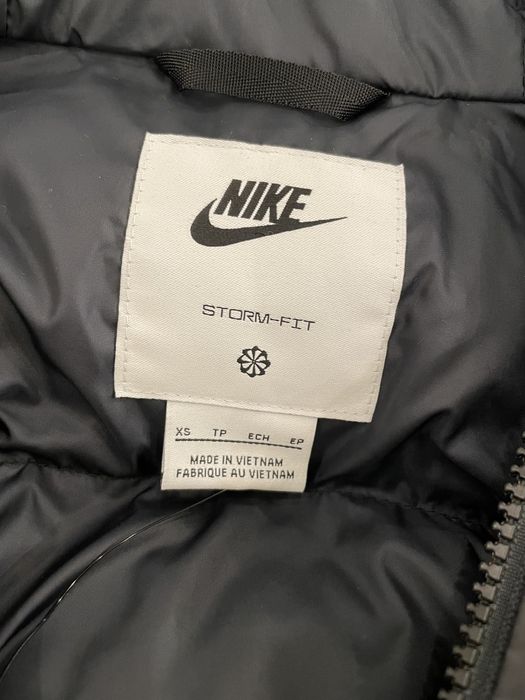 NIKE
STORM-FIT
XS TP ECH EP
MADE IN VIETNAM
FABRIQUE AU VIETNAM